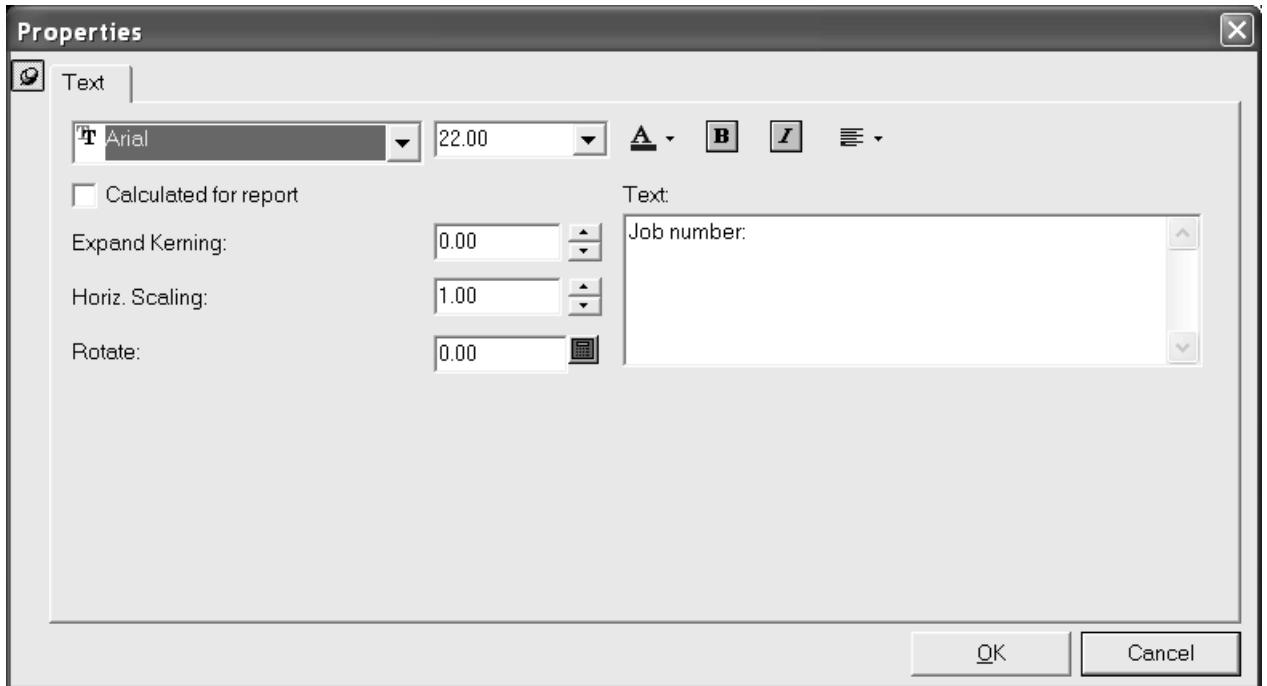 Properties
Text
Arial 22.00 A B I
Calculated for report Text:
Expand Kerning: 0.00 Job number:
Horiz. Scaling: 1.00
Rotate: 0.00
OK Cancel